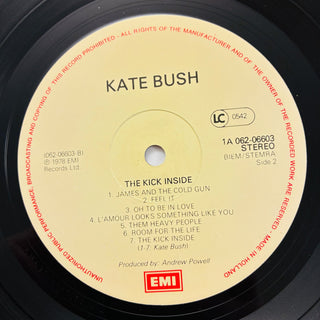 UNAUTHORIZED PUBLIC PERFORMANCE, BROADCASTING AND COPYING OF THIS RECORD PROHIBITED - ALL RIGHTS OF THE MANUFACTURER AND OF THE OWNER OF THE RECORDED WORK ARE RESERVED - MADE IN HOLLAND
KATE BUSH
LC 0542
(062-06603 B)
℗ 1978 EMI
Records Ltd.
1A 062-06603
STEREO
(BIEM/STEMRA)
Side 2
THE KICK INSIDE
1. JAMES AND THE COLD GUN
2. FEEL IT
3. OH TO BE IN LOVE
4. L'AMOUR LOOKS SOMETHING LIKE YOU
5. THEM HEAVY PEOPLE
6. ROOM FOR THE LIFE
7. THE KICK INSIDE
(1-7: Kate Bush)
Produced by: Andrew Powell
EMI